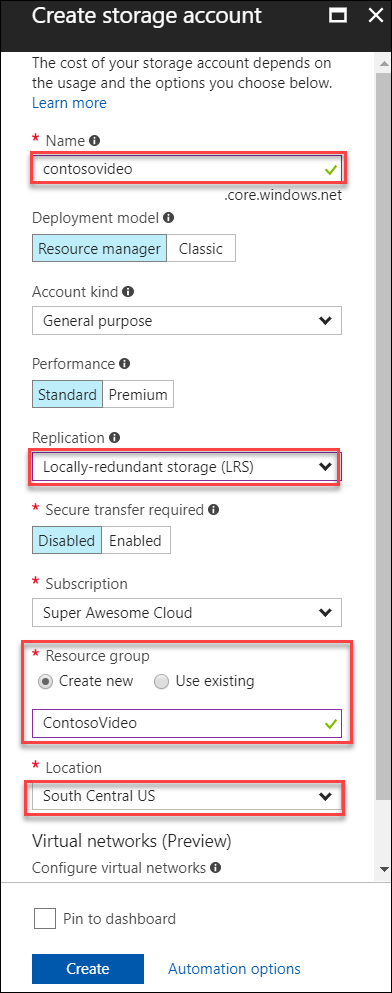 Create storage account
The cost of your storage account depends on
the usage and the options you choose below.
Learn more
* Name
contosovideo
.core.windows.net
Deployment model
Resource manager Classic
Account kind
General purpose
Performance
Standard Premium
Replication
Locally-redundant storage (LRS)
* Secure transfer required
Disabled Enabled
* Subscription
Super Awesome Cloud
* Resource group
Create new Use existing
ContosoVideo
* Location
South Central US
Virtual networks (Preview)
Configure virtual networks
Pin to dashboard
Create Automation options